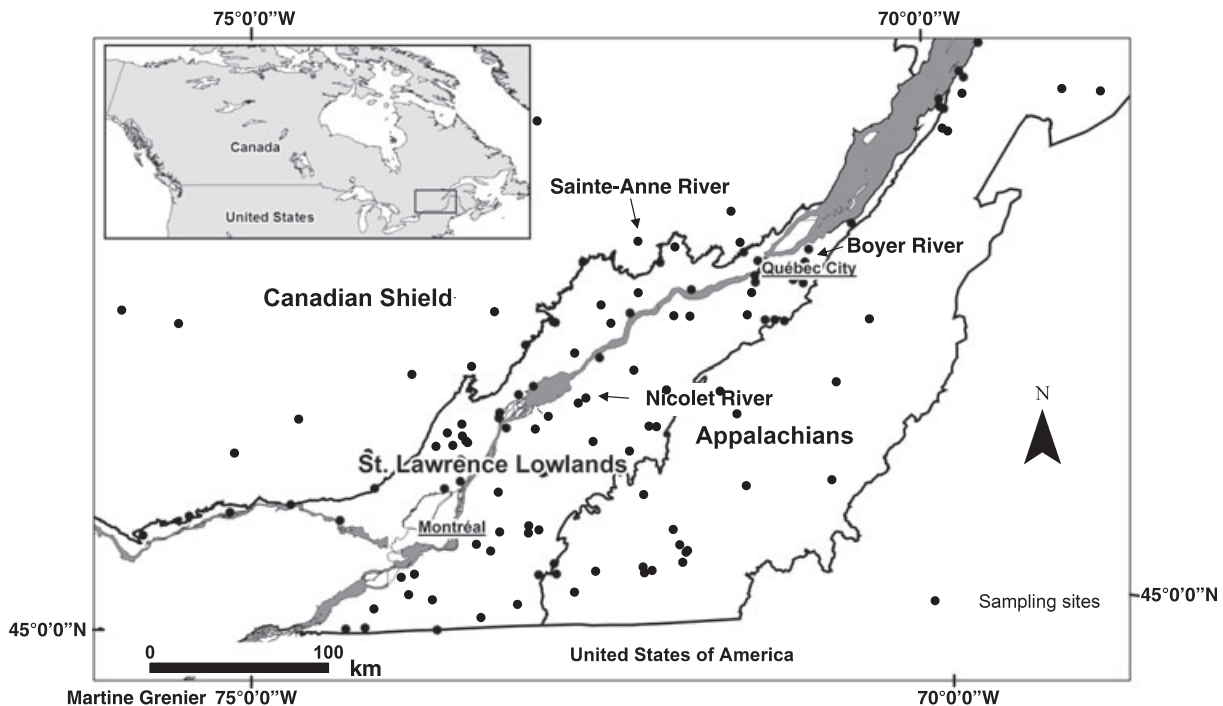 75°0'0"W
70°0'0"W
Canada
United States
Sainte-Anne River
Boyer River
Québec City
Canadian Shield
Nicolet River
N
Appalachians
St. Lawrence Lowlands
Montréal
Sampling sites
45°0'0"N
45°0'0"N
0
100
km
United States of America
Martine Grenier
75°0'0"W
70°0'0"W